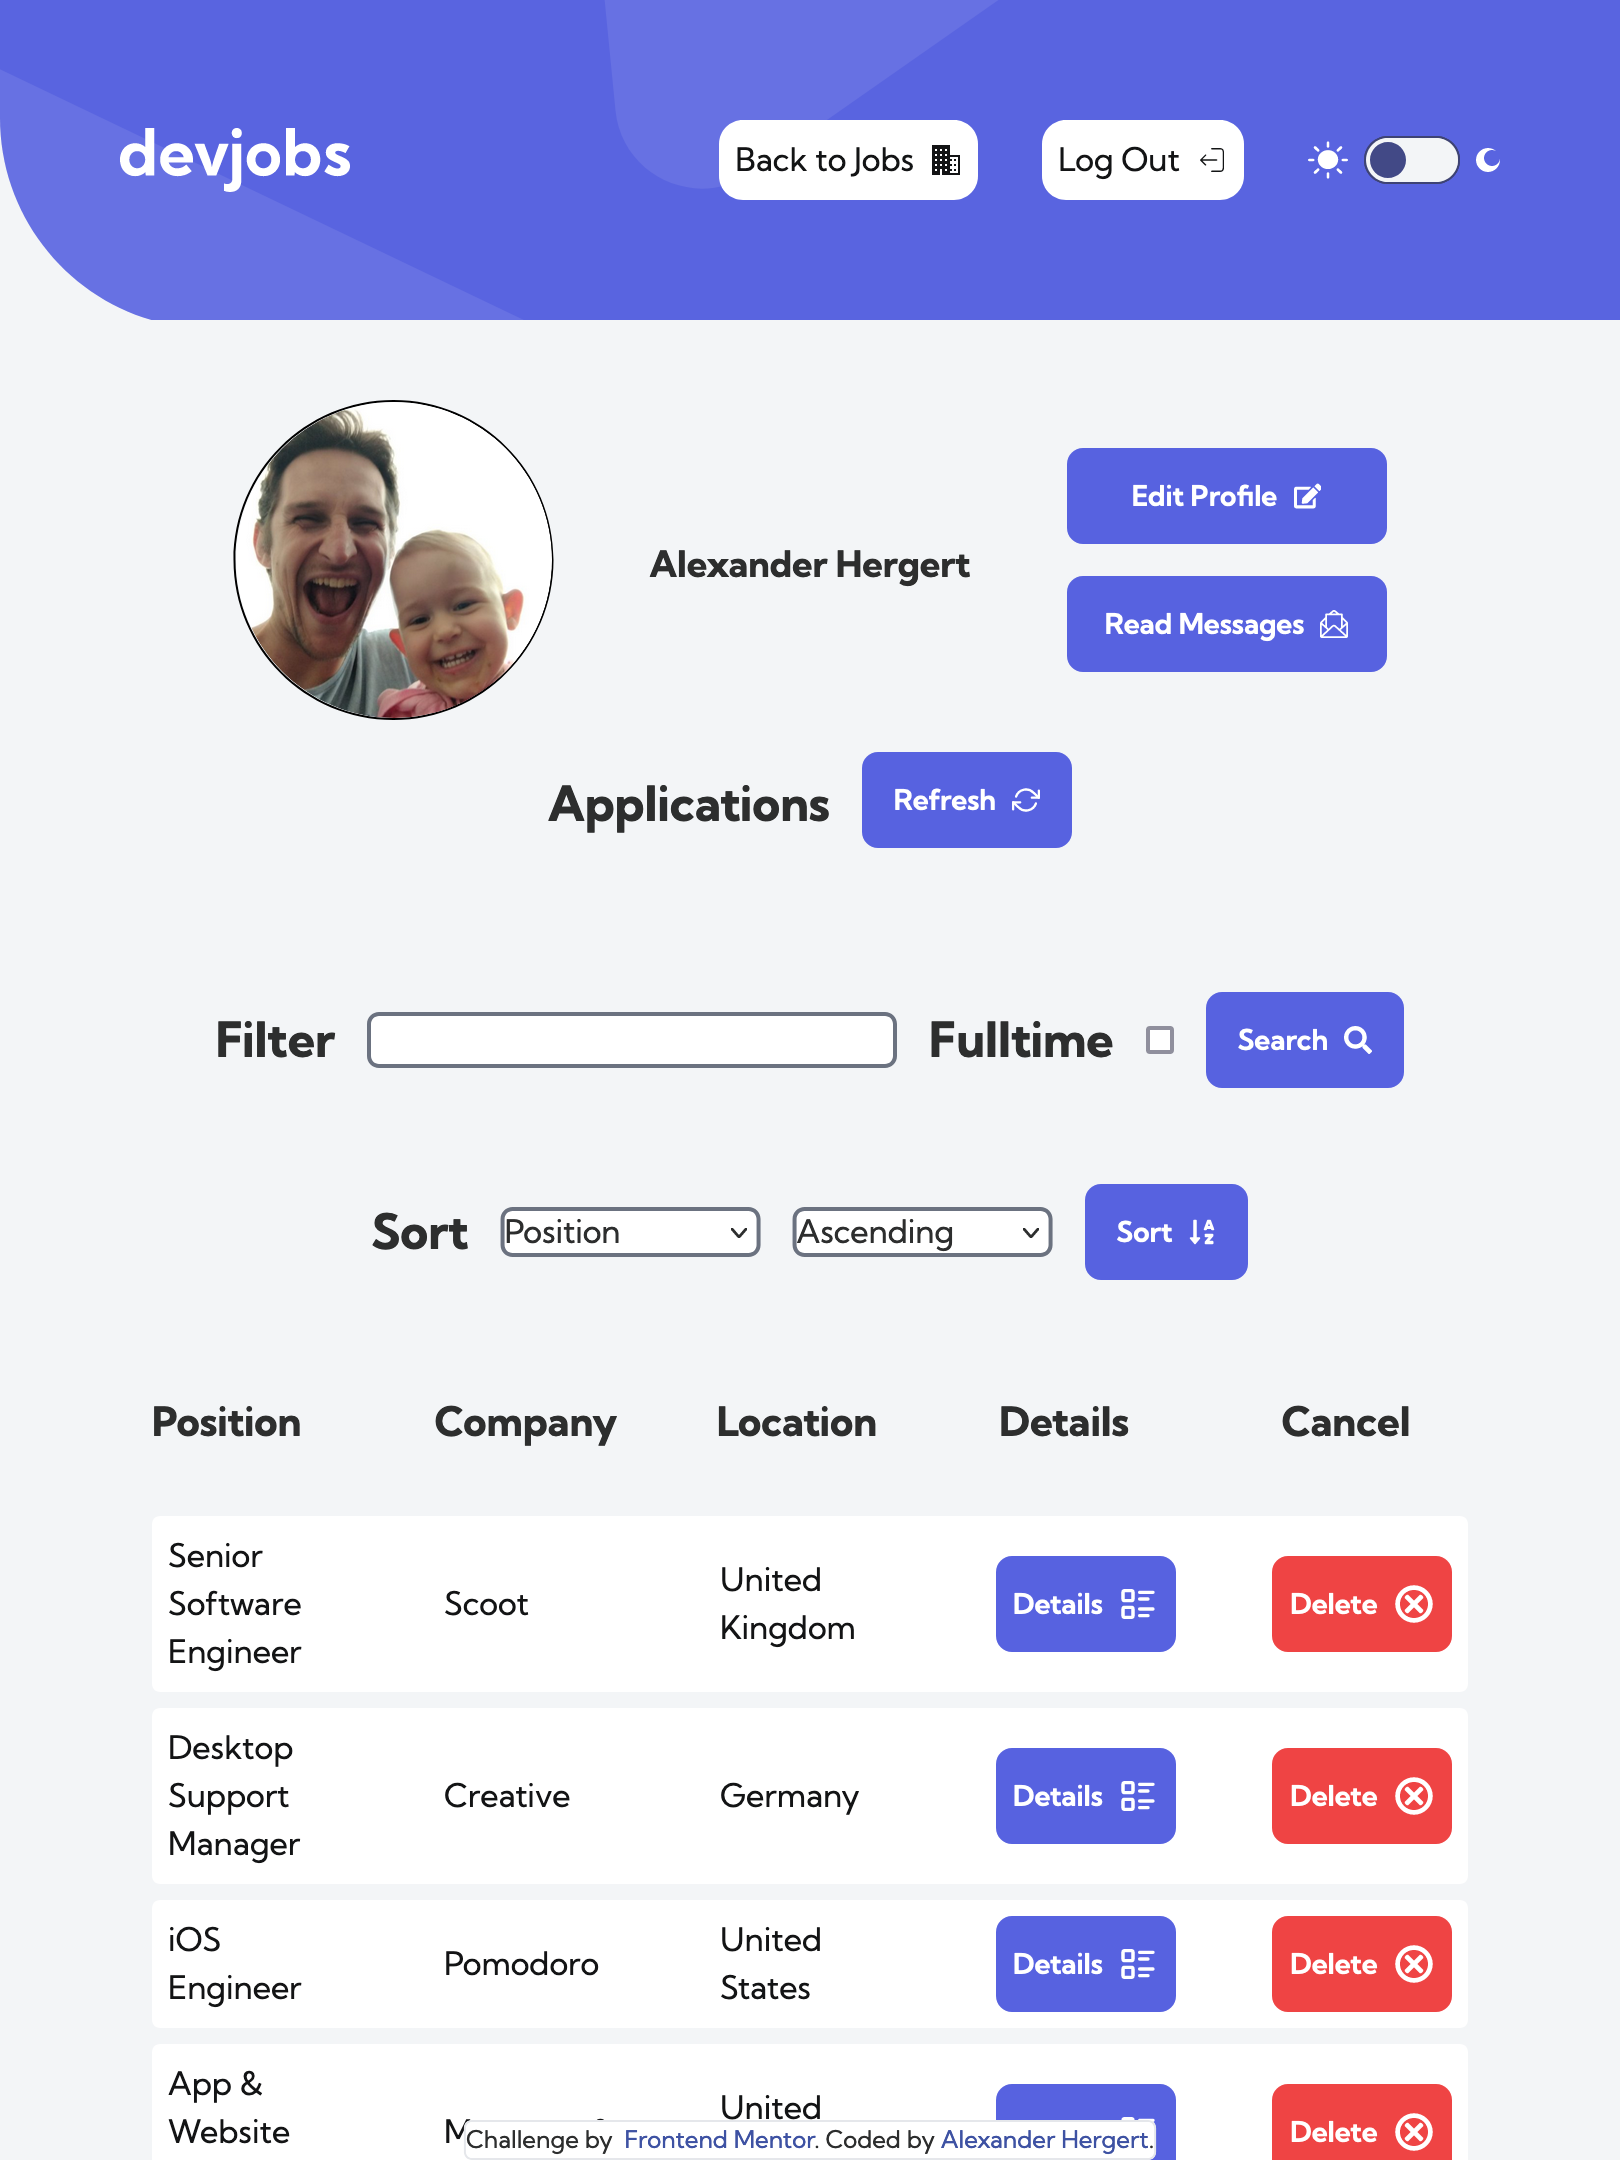 devjobs
Back to Jobs
Log Out
Alexander Hergert
Edit Profile
Read Messages
Applications
Refresh
Filter
Fulltime
Search
Sort
Position
Ascending
Sort
Position Company Location Details Cancel
Senior
Software
Engineer
Scoot
United
Kingdom
Details
Delete
Desktop
Support
Manager
Creative
Germany
Details
Delete
iOS
Engineer
Pomodoro
United
States
Details
Delete
App &
Website
United
Delete
Challenge by Frontend Mentor. Coded by Alexander Hergert.